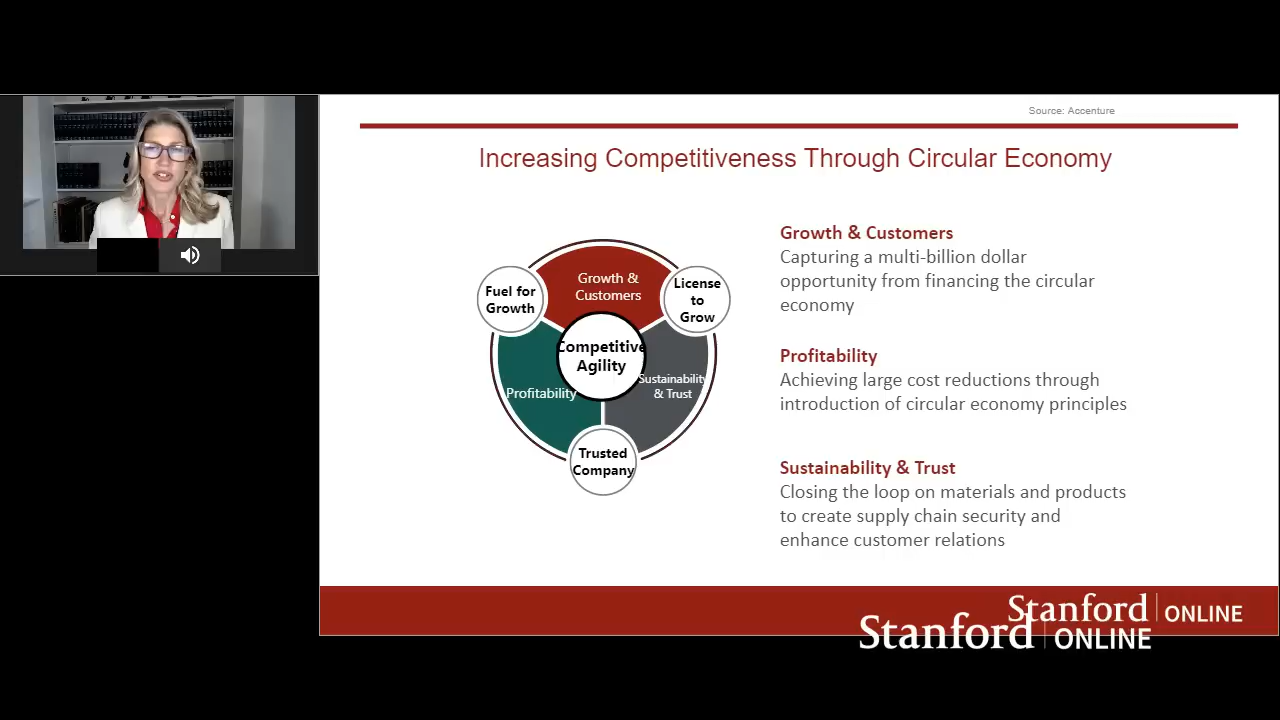 Source: Accenture
Increasing Competitiveness Through Circular Economy
Growth &
Customers
Fuel for
Growth
License
to
Grow
Competitive
Agility
Profitability
Sustainability
& Trust
Trusted
Company
Growth & Customers
Capturing a multi-billion dollar
opportunity from financing the circular
economy
Profitability
Achieving large cost reductions through
introduction of circular economy principles
Sustainability & Trust
Closing the loop on materials and products
to create supply chain security and
enhance customer relations
Stanford ONLINE
Stanford ONLINE